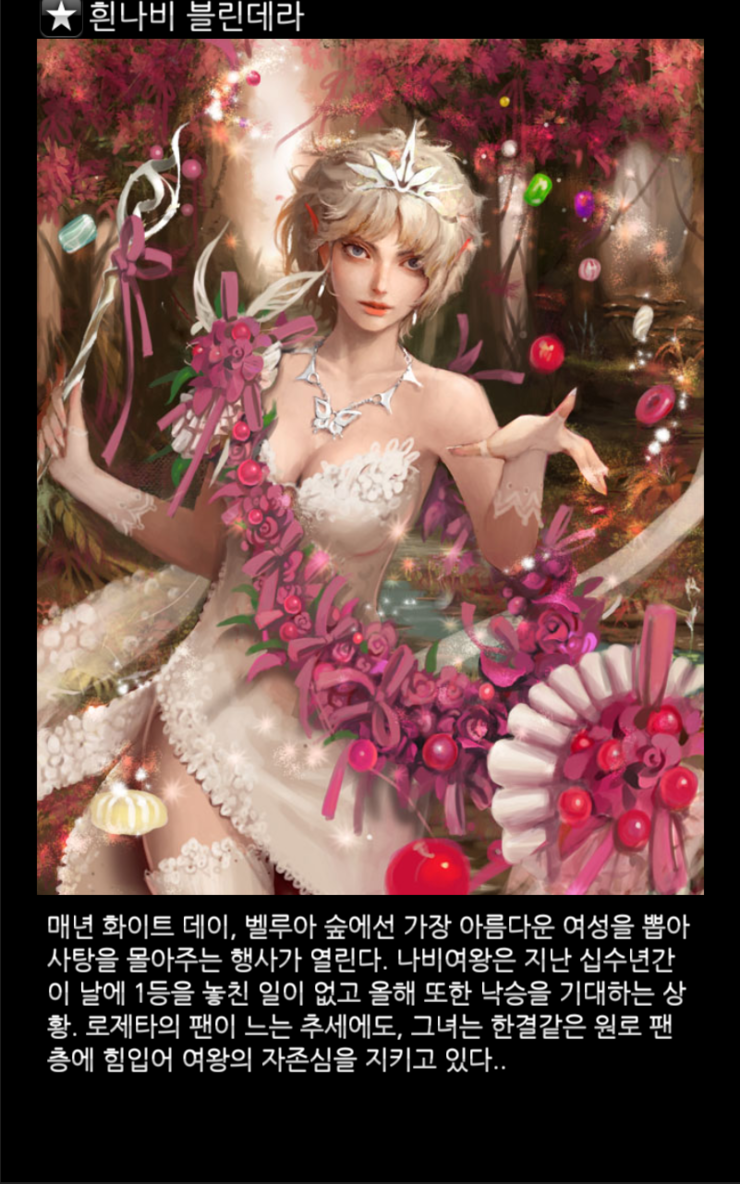 흰나비 블린데라
매년 화이트 데이, 벨루아 숲에선 가장 아름다운 여성을 뽑아
사탕을 몰아주는 행사가 열린다. 나비여왕은 지난 십수년간
이 날에 1등을 놓친 일이 없고 올해 또한 낙승을 기대하는 상
황. 로제타의 팬이 느는 추세에도, 그녀는 한결같은 원로 팬
층에 힘입어 여왕의 자존심을 지키고 있다..